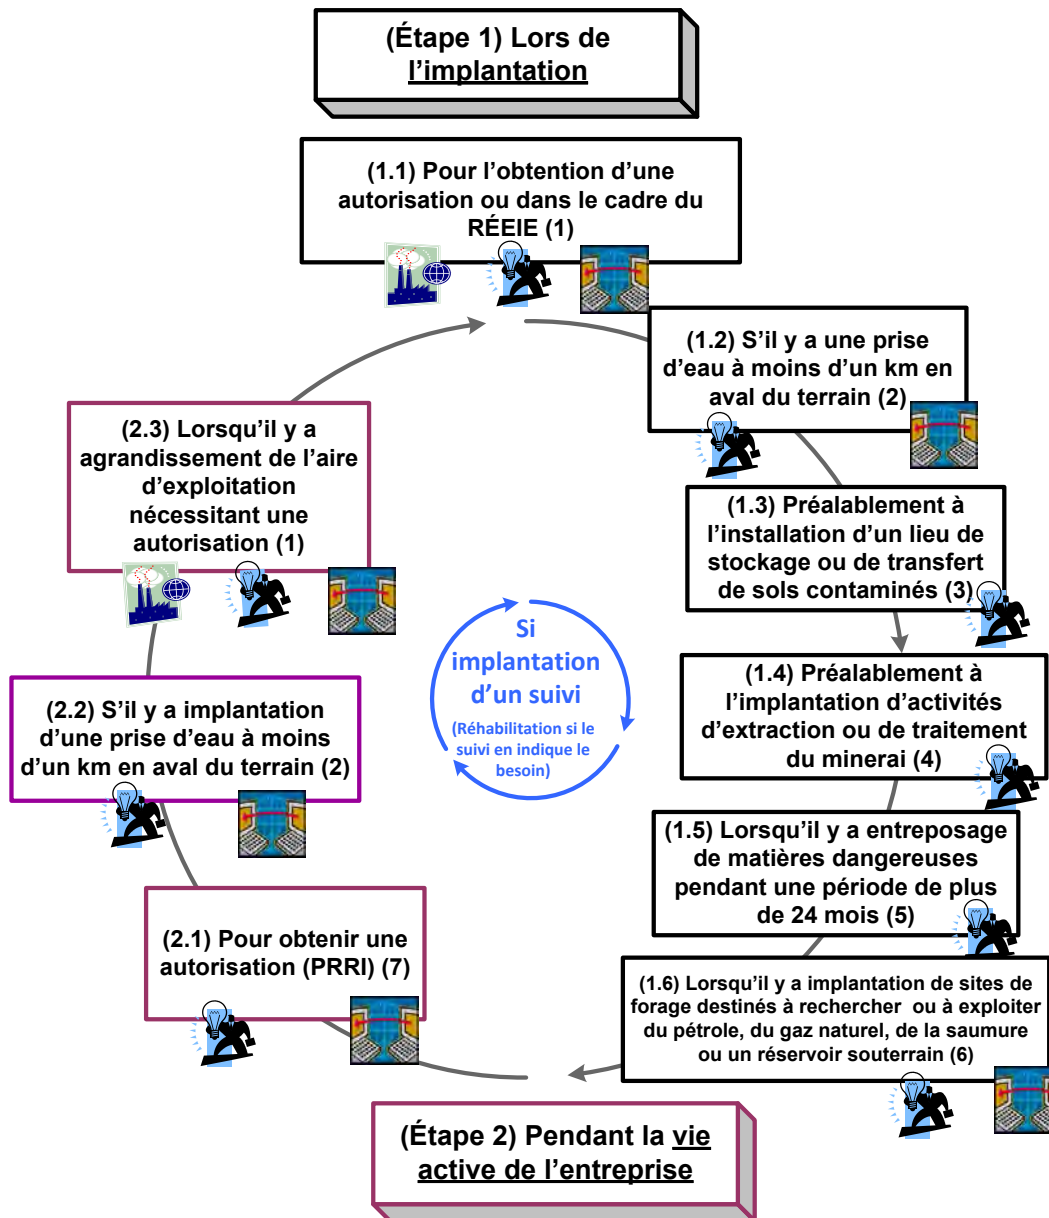 (Étape 1) Lors de
l'implantation
(1.1) Pour l'obtention d'une
autorisation ou dans le cadre du
RÉEIE (1)
(1.2) S'il y a une prise
d'eau à moins d'un km en
aval du terrain (2)
(1.3) Préalablement à
l'installation d'un lieu de
stockage ou de transfert
de sols contaminés (3)
(1.4) Préalablement à
l'implantation d'activités
d'extraction ou de traitement
du minerai (4)
(1.5) Lorsqu'il y a entreposage
de matières dangereuses
pendant une période de plus
de 24 mois (5)
(1.6) Lorsqu'il y a implantation de sites de
forage destinés à rechercher ou à exploiter
du pétrole, du gaz naturel, de la saumure
ou un réservoir souterrain (6)
(Étape 2) Pendant la vie
active de l'entreprise
(2.1) Pour obtenir une
autorisation (PRRI) (7)
(2.2) S'il y a implantation
d'une prise d'eau à moins
d'un km en aval du terrain (2)
(2.3) Lorsqu'il y a
agrandissement de l'aire
d'exploitation
nécessitant une
autorisation (1)
Si
implantation
d'un suivi
(Réhabilitation si le
suivi en indique le
besoin)